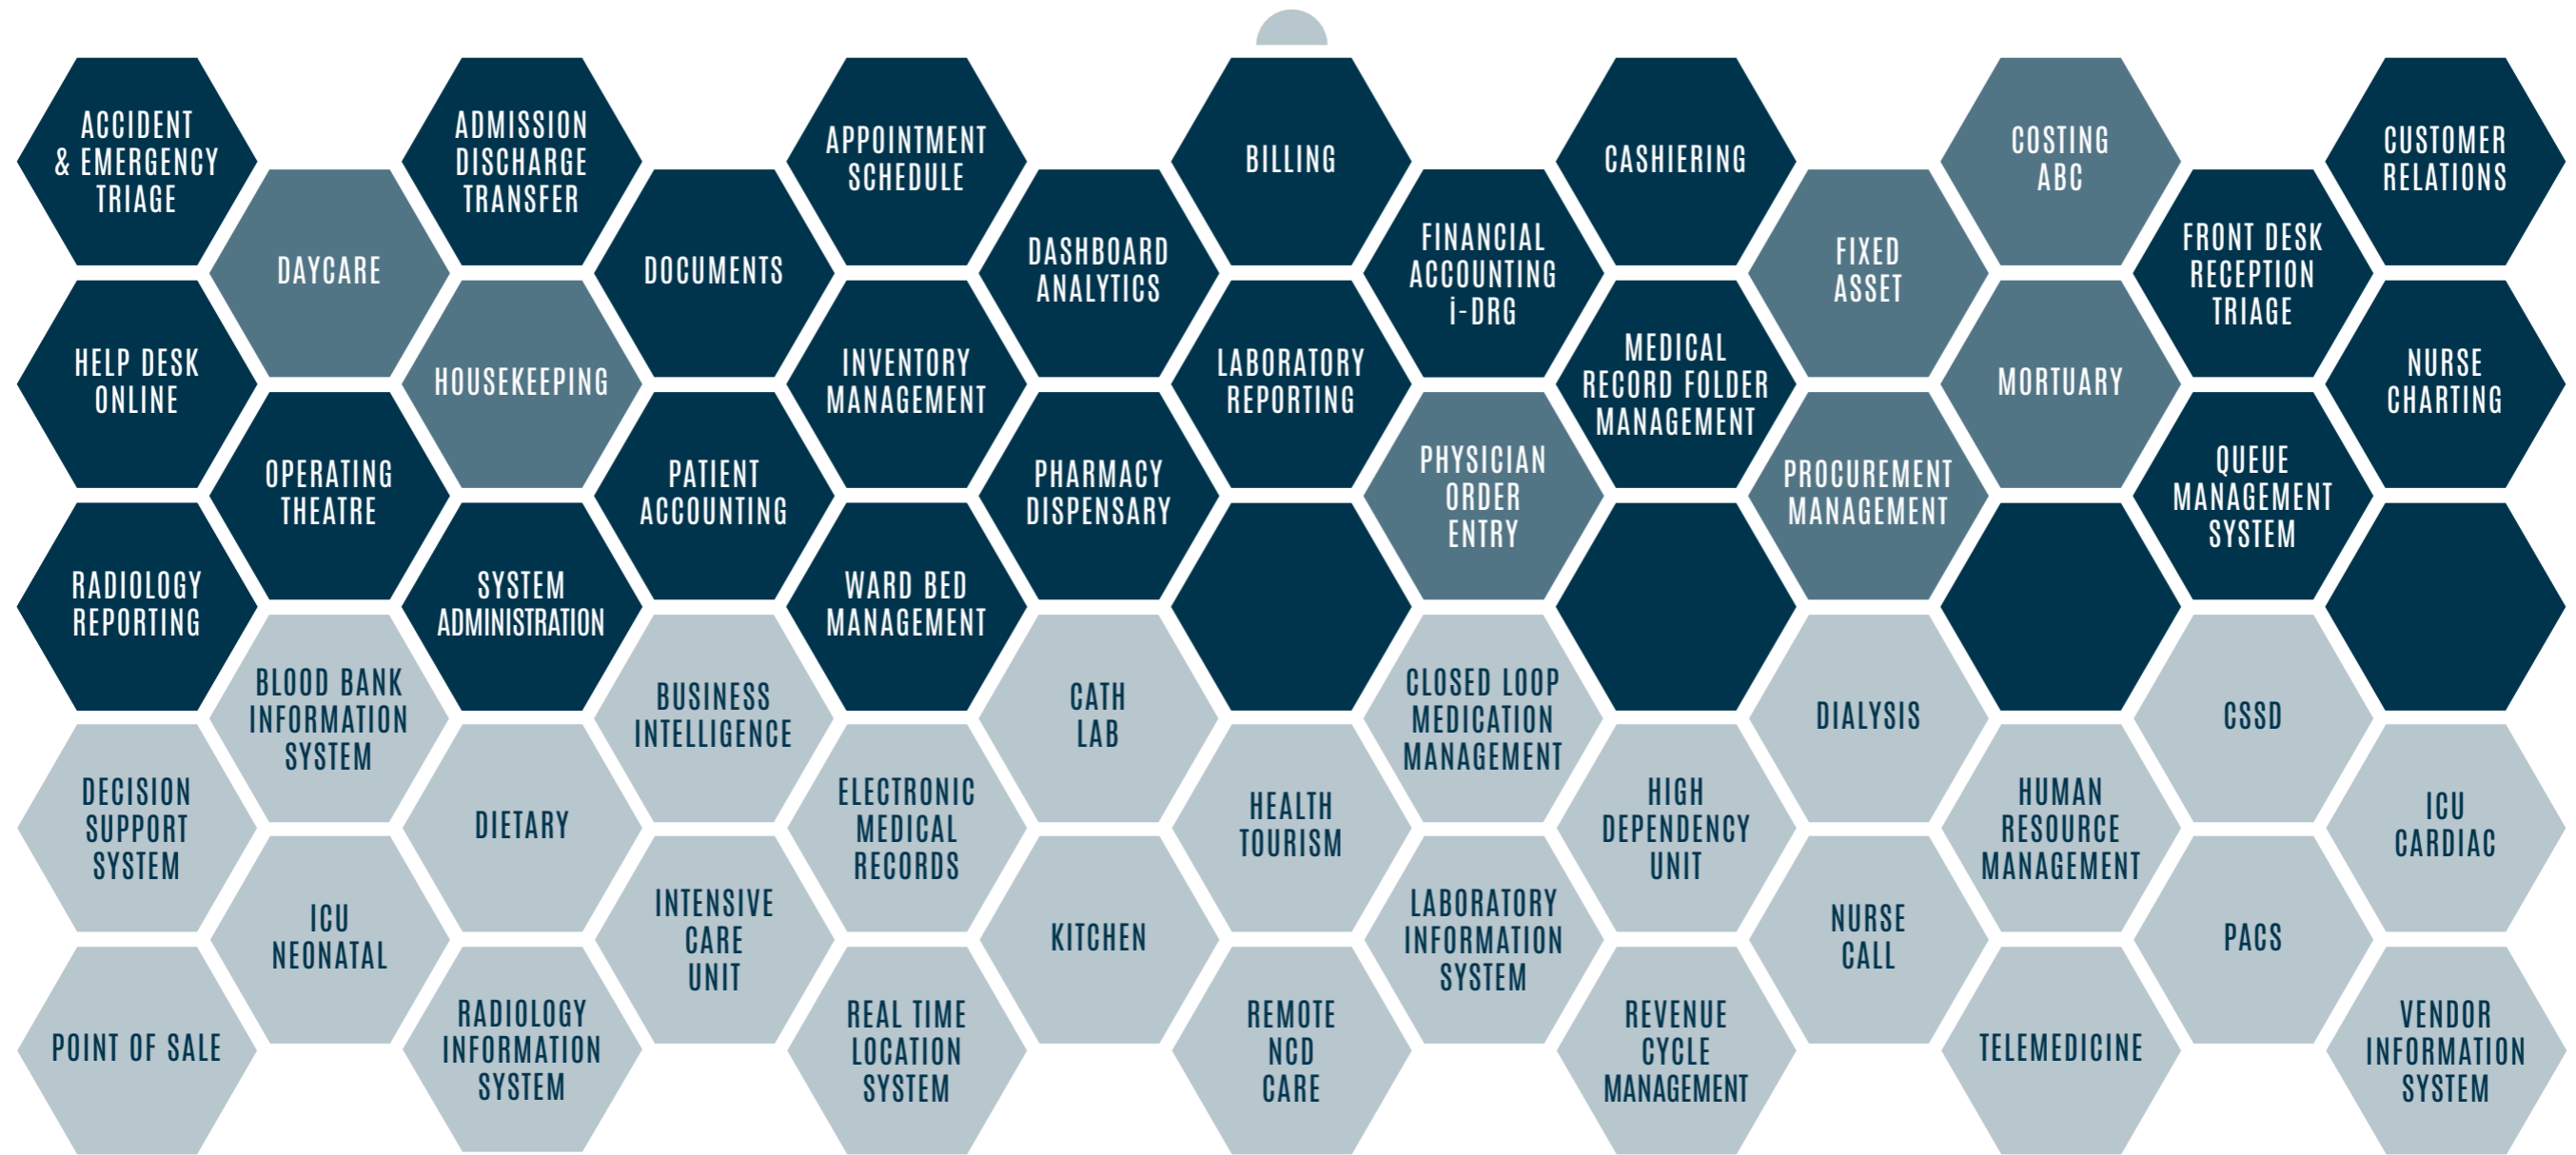 ACCIDENT
& EMERGENCY
TRIAGE
ADMISSION
DISCHARGE
TRANSFER
APPOINTMENT
SCHEDULE
BILLING
CASHIERING
COSTING
ABC
CUSTOMER
RELATIONS
DAYCARE
DOCUMENTS
DASHBOARD
ANALYTICS
FINANCIAL
ACCOUNTING
i-DRG
FIXED
ASSET
FRONT DESK
RECEPTION
TRIAGE
HELP DESK
ONLINE
HOUSEKEEPING
INVENTORY
MANAGEMENT
LABORATORY
REPORTING
MEDICAL
RECORD FOLDER
MANAGEMENT
MORTUARY
NURSE
CHARTING
OPERATING
THEATRE
PATIENT
ACCOUNTING
PHARMACY
DISPENSARY
PHYSICIAN
ORDER
ENTRY
PROCUREMENT
MANAGEMENT
QUEUE
MANAGEMENT
SYSTEM
RADIOLOGY
REPORTING
SYSTEM
ADMINISTRATION
WARD BED
MANAGEMENT
BLOOD BANK
INFORMATION
SYSTEM
BUSINESS
INTELLIGENCE
CATH
LAB
CLOSED LOOP
MEDICATION
MANAGEMENT
DIALYSIS
CSSD
DECISION
SUPPORT
SYSTEM
DIETARY
ELECTRONIC
MEDICAL
RECORDS
HEALTH
TOURISM
HIGH
DEPENDENCY
UNIT
HUMAN
RESOURCE
MANAGEMENT
ICU
CARDIAC
ICU
NEONATAL
INTENSIVE
CARE
UNIT
KITCHEN
LABORATORY
INFORMATION
SYSTEM
NURSE
CALL
PACS
POINT OF SALE
RADIOLOGY
INFORMATION
SYSTEM
REAL TIME
LOCATION
SYSTEM
REMOTE
NCD
CARE
REVENUE
CYCLE
MANAGEMENT
TELEMEDICINE
VENDOR
INFORMATION
SYSTEM